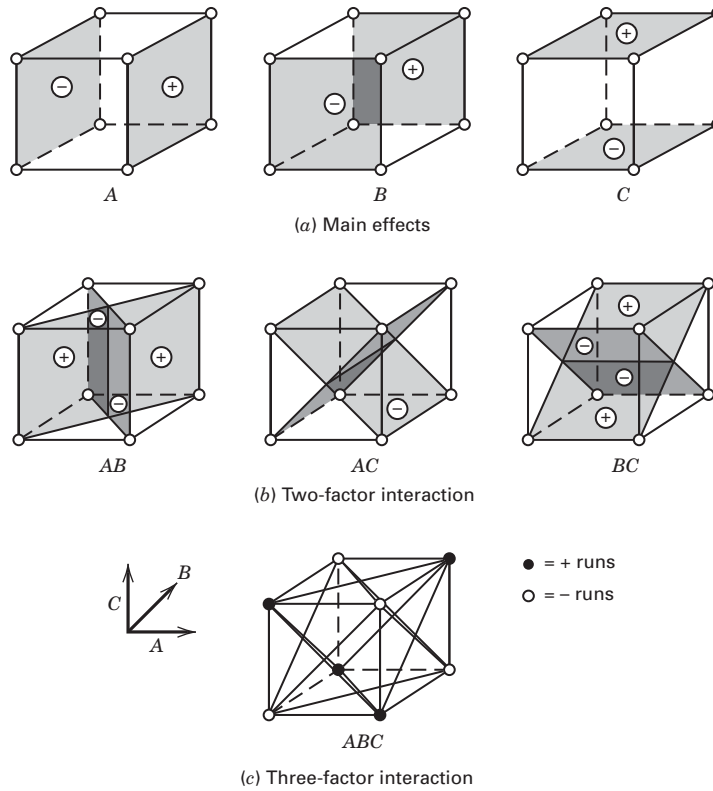 − + − + + −
A B C
(a) Main effects
+ − − + − + − − +
AB AC BC
(b) Two-factor interaction
C B A
● = + runs
○ = − runs
ABC
(c) Three-factor interaction